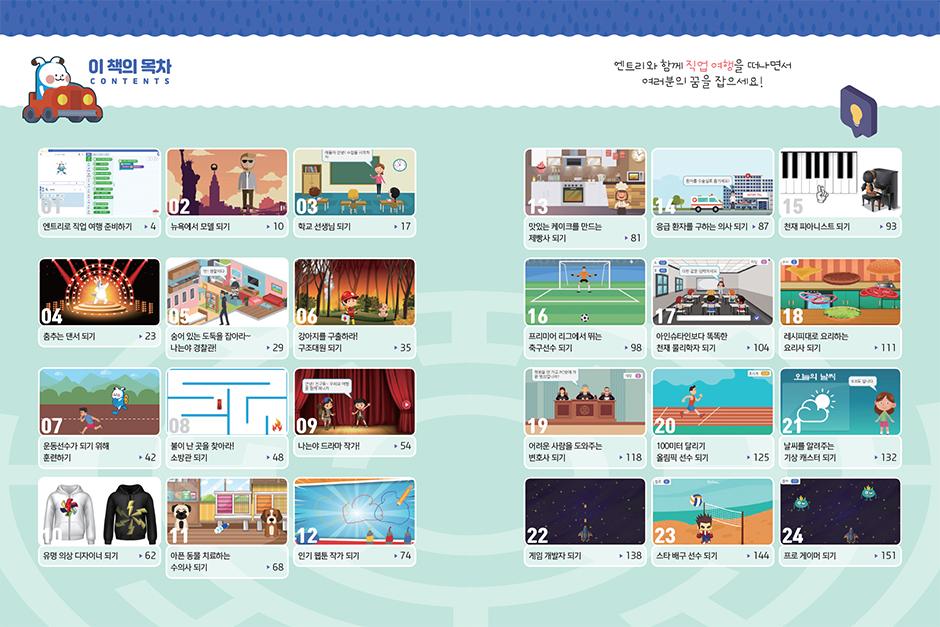 이 책의 목차
CONTENTS
엔트리와 함께 직업 여행을 떠나면서
여러분의 꿈을 잡으세요!
01
엔트리로 직업 여행 준비하기 ▶ 4
02
뉴욕에서 모델 되기 ▶ 10
03
학교 선생님 되기 ▶ 17
04
춤추는 댄서 되기 ▶ 23
05
숨어 있는 도둑을 잡아라~
나는야 경찰관! ▶ 29
06
강아지를 구출하라!
구조대원 되기 ▶ 35
07
운동선수가 되기 위해
훈련하기 ▶ 42
08
불이 난 곳을 찾아라!
소방관 되기 ▶ 48
09
나는야 드라마 작가! ▶ 54
10
유명 의상 디자이너 되기 ▶ 62
11
아픈 동물 치료하는
수의사 되기 ▶ 68
12
인기 웹툰 작가 되기 ▶ 74
13
맛있는 케이크를 만드는
제빵사 되기 ▶ 81
14
환자를 수술실로 옮기세요!
응급 환자를 구하는 의사 되기 ▶ 87
15
천재 피아니스트 되기 ▶ 93
16
프리미어 리그에서 뛰는
축구선수 되기 ▶ 98
17
아인슈타인보다 똑똑한
천재 물리학자 되기 ▶ 104
18
레시피대로 요리하는
요리사 되기 ▶ 111
19
어려운 사람을 도와주는
변호사 되기 ▶ 118
20
100미터 달리기
올림픽 선수 되기 ▶ 125
오늘의 날씨
21
날씨를 알려주는
기상 캐스터 되기 ▶ 132
22
게임 개발자 되기 ▶ 138
23
스타 배구 선수 되기 ▶ 144
24
프로 게이머 되기 ▶ 151